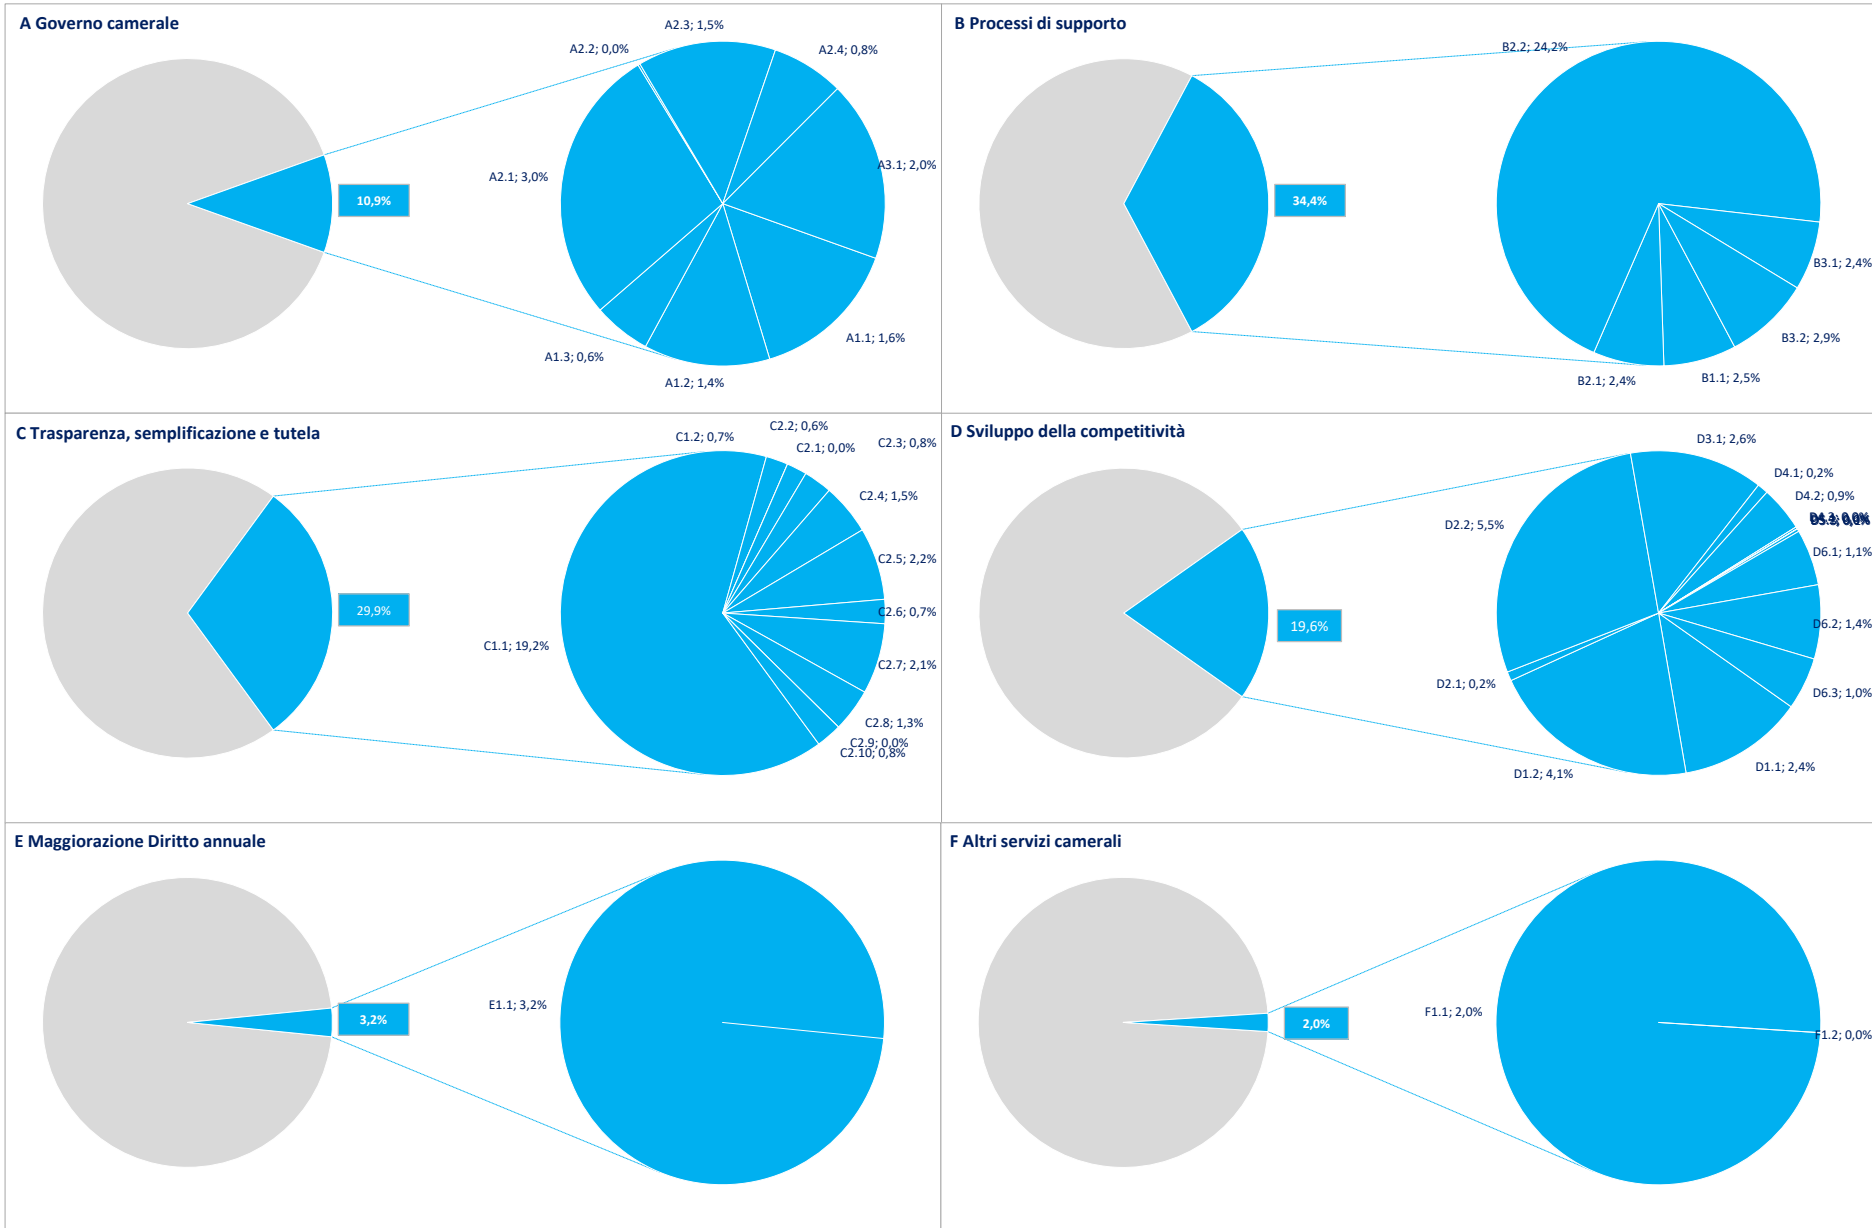 A Governo camerale
A2.3; 1,5%
A2.2; 0,0%
A2.4; 0,8%
A2.1; 3,0%
A3.1; 2,0%
10,9%
A1.1; 1,6%
A1.3; 0,6%
A1.2; 1,4%
B Processi di supporto
B2.2; 24,2%
34,4%
B3.1; 2,4%
B3.2; 2,9%
B2.1; 2,4%
B1.1; 2,5%
C Trasparenza, semplificazione e tutela
C1.2; 0,7%
C2.2; 0,6%
C2.1; 0,0%
C2.3; 0,8%
C2.4; 1,5%
C2.5; 2,2%
29,9%
C2.6; 0,7%
C1.1; 19,2%
C2.7; 2,1%
C2.8; 1,3%
C2.9; 0,0%
C2.10; 0,8%
D Sviluppo della competitività
D3.1; 2,6%
D4.1; 0,2%
D4.2; 0,9%
D2.2; 5,5%
D6.1; 1,1%
19,6%
D6.2; 1,4%
D2.1; 0,2%
D6.3; 1,0%
D1.2; 4,1%
D1.1; 2,4%
E Maggiorazione Diritto annuale
E1.1; 3,2%
3,2%
F Altri servizi camerali
F1.1; 2,0%
2,0%
F1.2; 0,0%